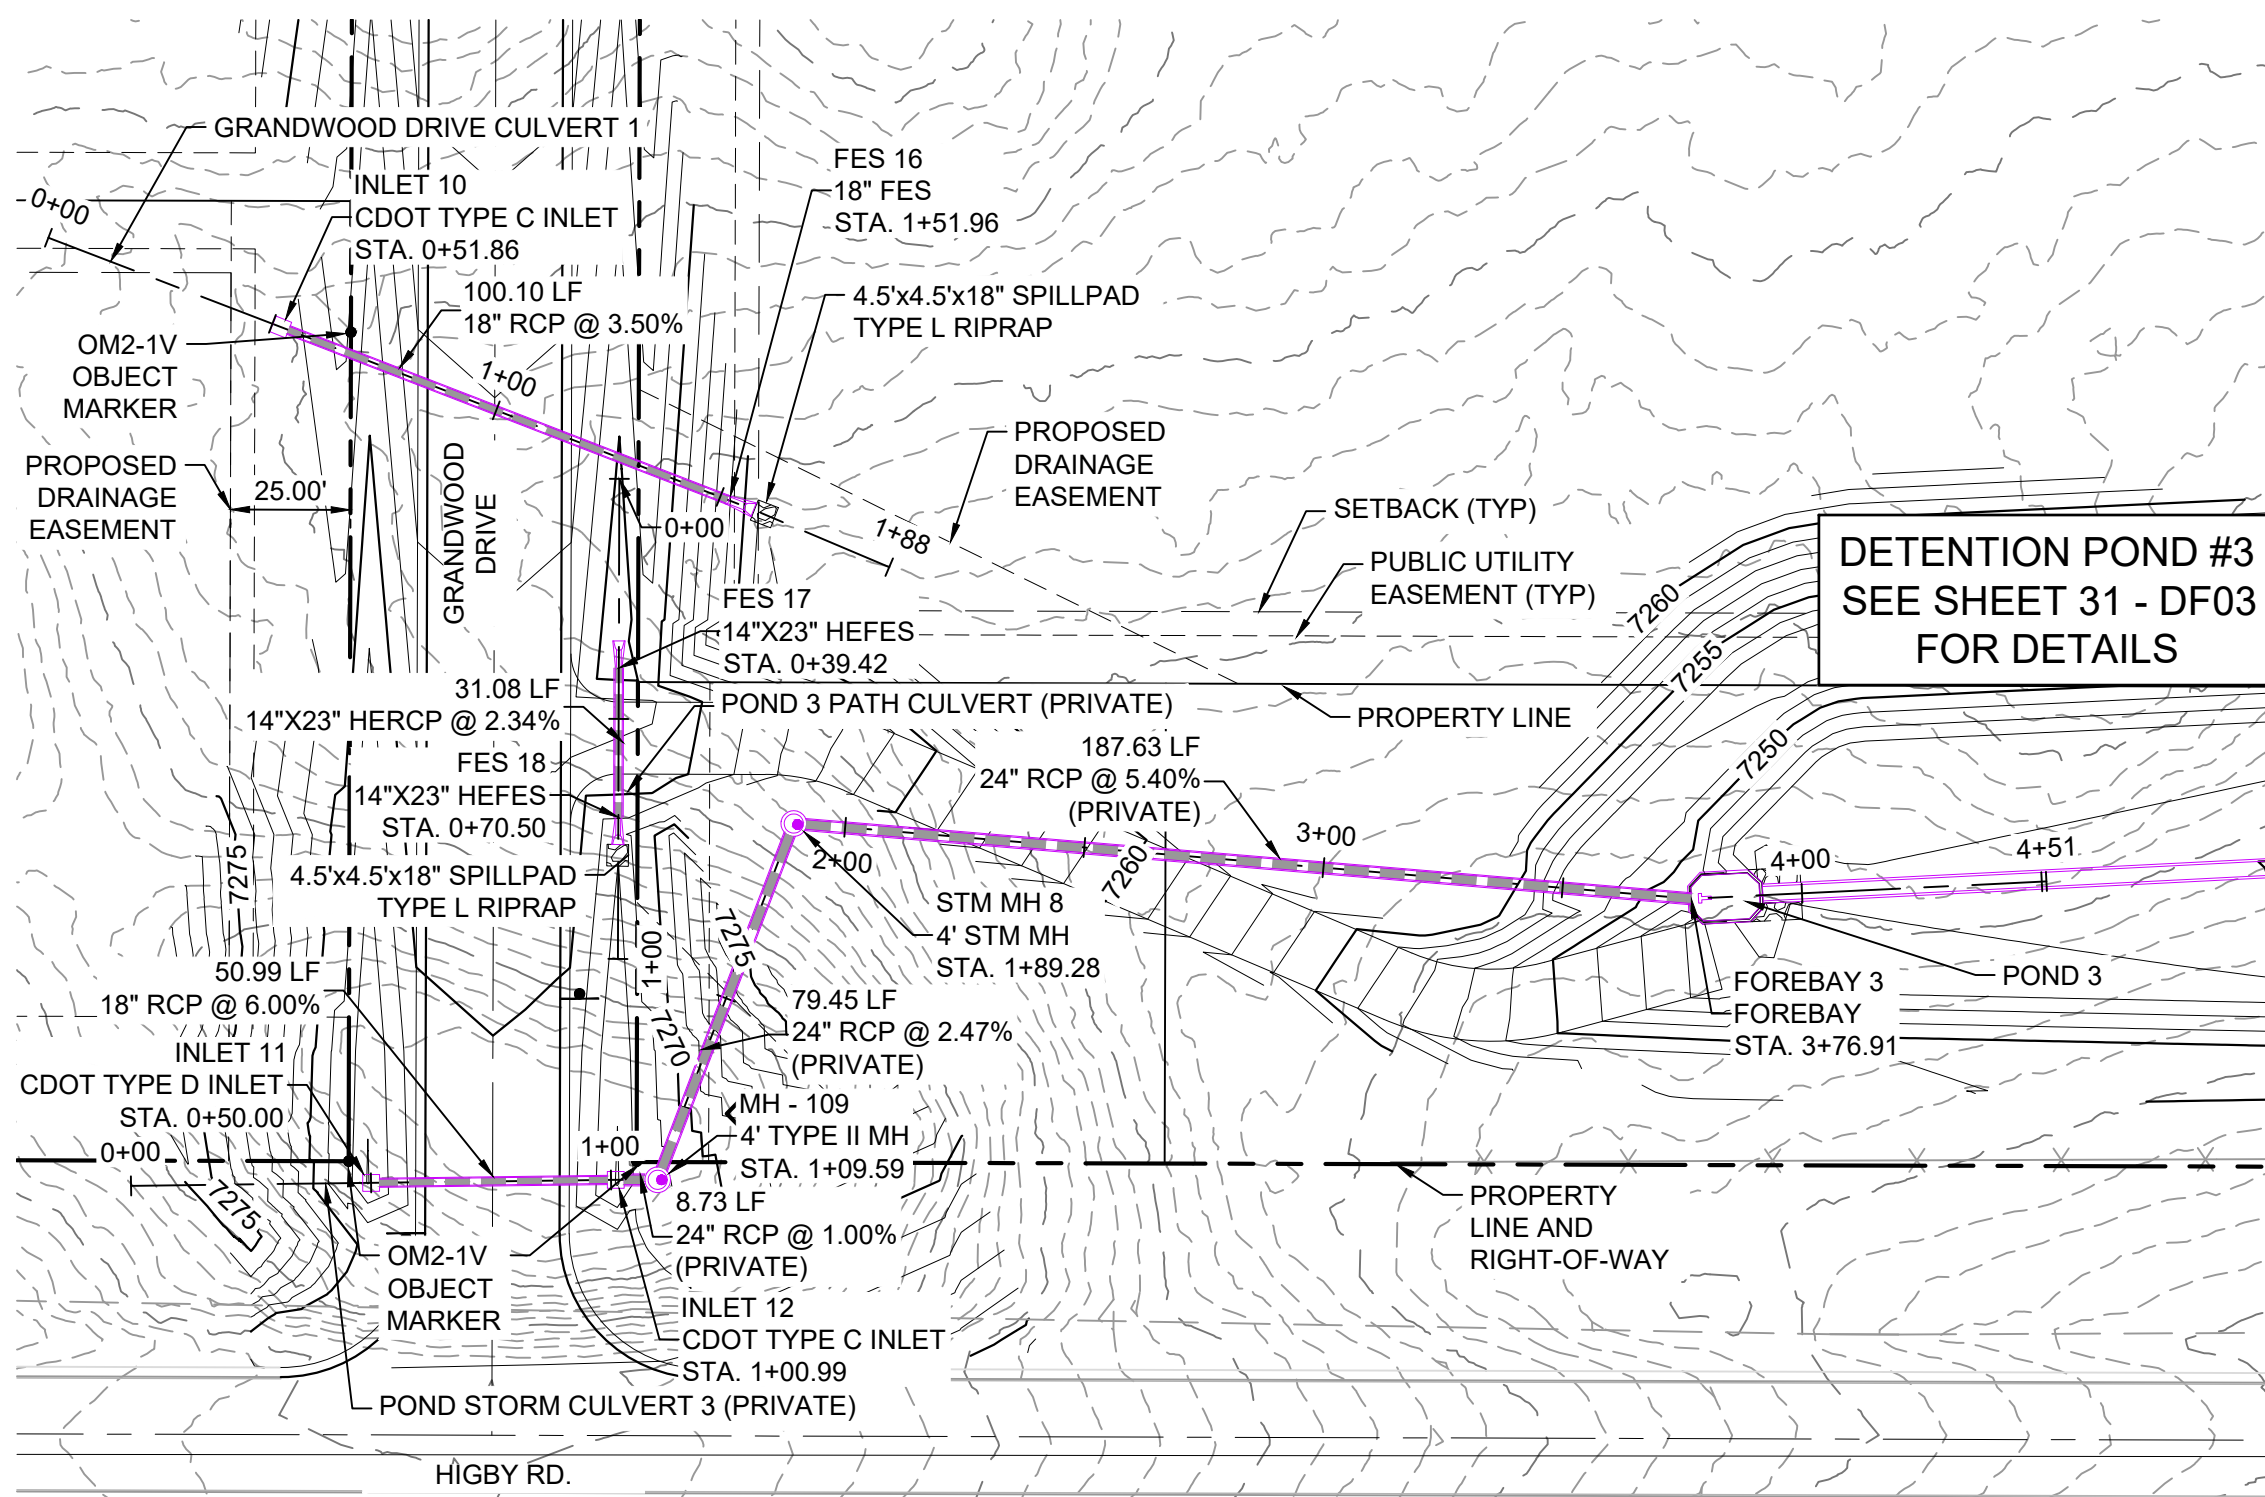 GRANDWOOD DRIVE CULVERT 1
0+00
INLET 10
CDOT TYPE C INLET
STA. 0+51.86
FES 16
18" FES
STA. 1+51.96
100.10 LF
18" RCP @ 3.50%
4.5'x4.5'x18" SPILLPAD
TYPE L RIPRAP
OM2-1V
OBJECT
MARKER
1+00
PROPOSED
DRAINAGE
EASEMENT
25.00'
GRANDWOOD
DRIVE
0+00
1+88
PROPOSED
DRAINAGE
EASEMENT
SETBACK (TYP)
PUBLIC UTILITY
EASEMENT (TYP)
7260
7255
7250
DETENTION POND #3
SEE SHEET 31 - DF03
FOR DETAILS
FES 17
14"X23" HEFES
STA. 0+39.42
31.08 LF
14"X23" HERCP @ 2.34%
POND 3 PATH CULVERT (PRIVATE)
PROPERTY LINE
FES 18
14"X23" HEFES
STA. 0+70.50
187.63 LF
24" RCP @ 5.40%
(PRIVATE)
3+00
2+00
7260
4+00
4+51
7275
4.5'x4.5'x18" SPILLPAD
TYPE L RIPRAP
1+00
7275
7270
STM MH 8
4' STM MH
STA. 1+89.28
50.99 LF
18" RCP @ 6.00%
79.45 LF
24" RCP @ 2.47%
(PRIVATE)
FOREBAY 3
FOREBAY
STA. 3+76.91
POND 3
INLET 11
CDOT TYPE D INLET
STA. 0+50.00
0+00
7275
1+00
MH - 109
4' TYPE II MH
STA. 1+09.59
8.73 LF
24" RCP @ 1.00%
(PRIVATE)
PROPERTY
LINE AND
RIGHT-OF-WAY
OM2-1V
OBJECT
MARKER
INLET 12
CDOT TYPE C INLET
STA. 1+00.99
POND STORM CULVERT 3 (PRIVATE)
HIGBY RD.